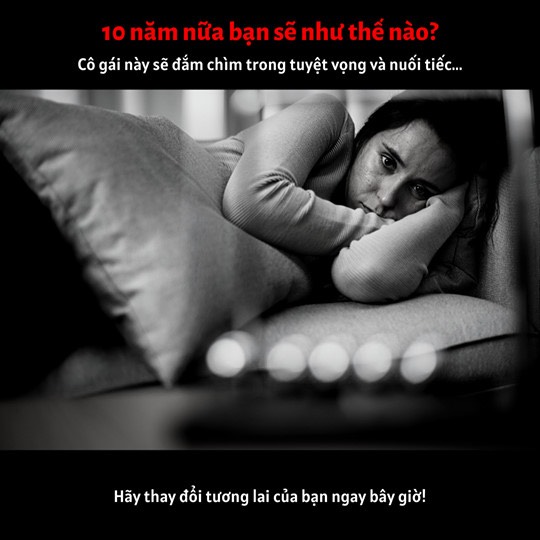 10 năm nữa bạn sẽ như thế nào?
Cô gái này sẽ đắm chìm trong tuyệt vọng và nuối tiếc...
Hãy thay đổi tương lai của bạn ngay bây giờ!